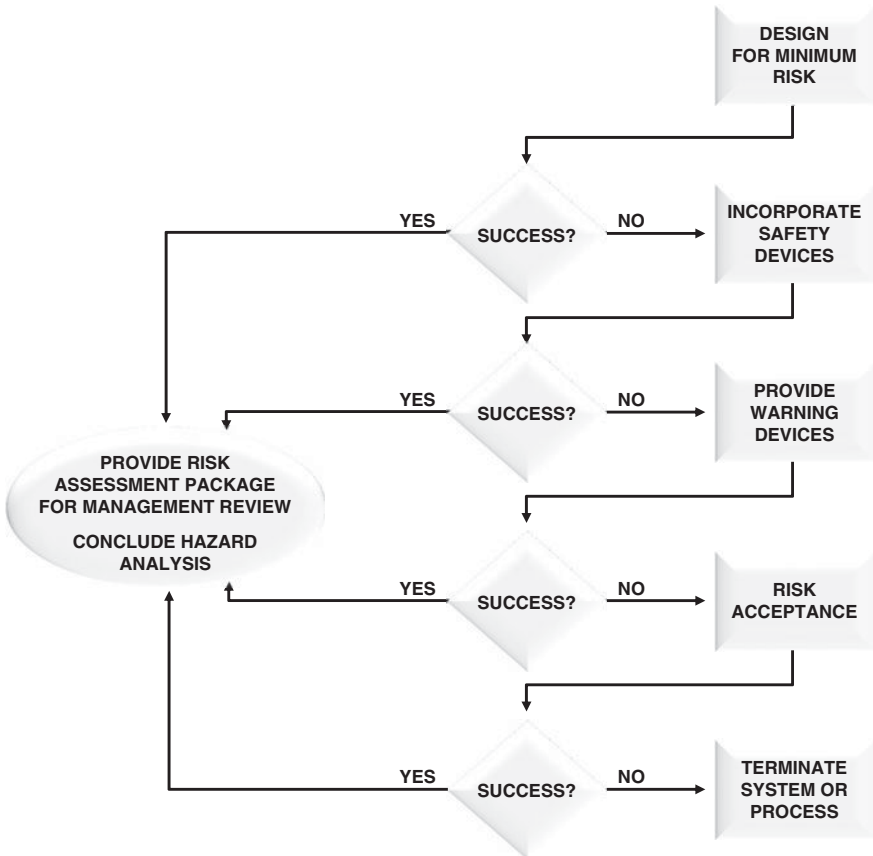 DESIGN
FOR MINIMUM
RISK
YES
SUCCESS?
NO
INCORPORATE
SAFETY
DEVICES
YES
SUCCESS?
NO
PROVIDE
WARNING
DEVICES
PROVIDE RISK
ASSESSMENT PACKAGE
FOR MANAGEMENT REVIEW
CONCLUDE HAZARD
ANALYSIS
YES
SUCCESS?
NO
RISK
ACCEPTANCE
YES
SUCCESS?
NO
TERMINATE
SYSTEM OR
PROCESS